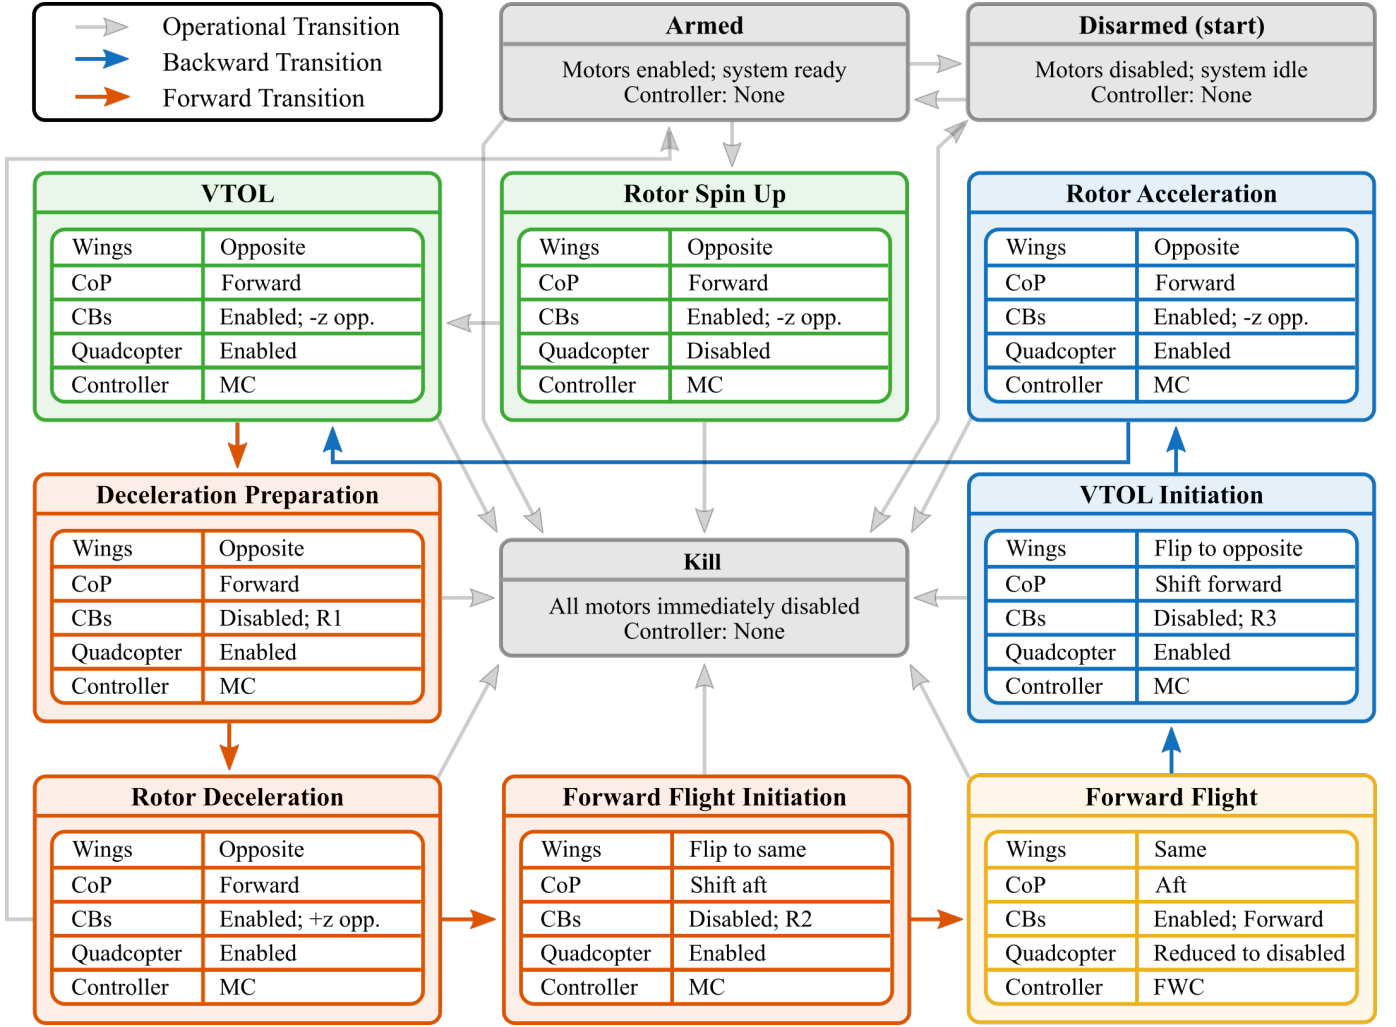 Operational Transition
Backward Transition
Forward Transition
Armed
Motors enabled; system ready
Controller: None
Disarmed (start)
Motors disabled; system idle
Controller: None
VTOL
Wings Opposite
CoP Forward
CBs Enabled; -z opp.
Quadcopter Enabled
Controller MC
Rotor Spin Up
Wings Opposite
CoP Forward
CBs Enabled; -z opp.
Quadcopter Disabled
Controller MC
Rotor Acceleration
Wings Opposite
CoP Forward
CBs Enabled; -z opp.
Quadcopter Enabled
Controller MC
Deceleration Preparation
Wings Opposite
CoP Forward
CBs Disabled; R1
Quadcopter Enabled
Controller MC
Kill
All motors immediately disabled
Controller: None
VTOL Initiation
Wings Flip to opposite
CoP Shift forward
CBs Disabled; R3
Quadcopter Enabled
Controller MC
Rotor Deceleration
Wings Opposite
CoP Forward
CBs Enabled; +z opp.
Quadcopter Enabled
Controller MC
Forward Flight Initiation
Wings Flip to same
CoP Shift aft
CBs Disabled; R2
Quadcopter Enabled
Controller MC
Forward Flight
Wings Same
CoP Aft
CBs Enabled; Forward
Quadcopter Reduced to disabled
Controller FWC